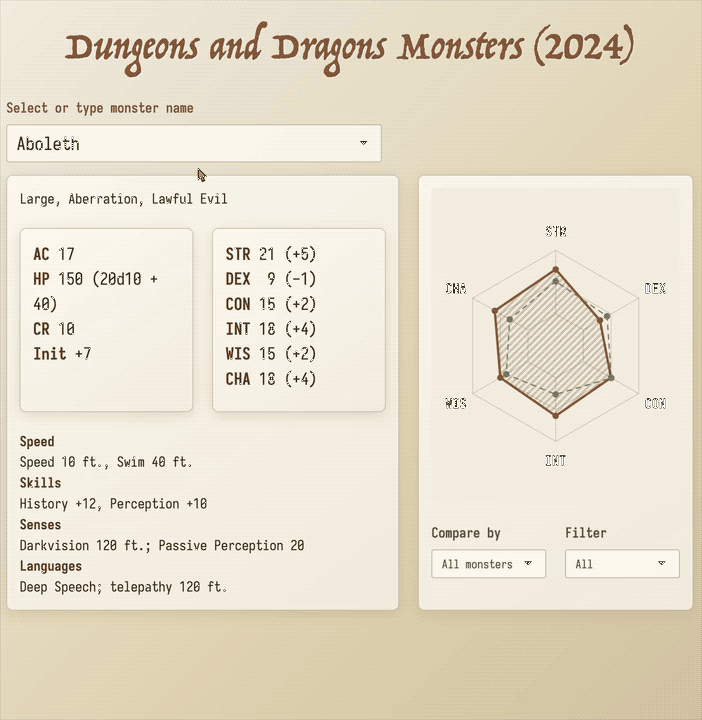 Dungeons and Dragons Monsters (2024)
Select or type monster name
Aboleth
Large, Aberration, Lawful Evil
AC 17
HP 150 (20d10 +
40)
CR 10
Init +7
STR 21 (+5)
DEX 9 (-1)
CON 15 (+2)
INT 18 (+4)
WIS 15 (+2)
CHA 18 (+4)
Speed
Speed 10 ft., Swim 40 ft.
Skills
History +12, Perception +10
Senses
Darkvision 120 ft.; Passive Perception 20
Languages
Deep Speech; telepathy 120 ft.
STR
CHA
DEX
WIS
CON
INT
Compare by
Filter
All monsters
All